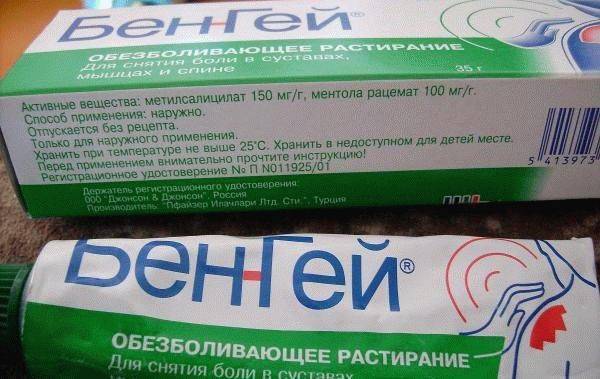 Бен-Гей®
ОБЕЗБОЛИВАЮЩЕЕ РАСТИРАНИЕ
Для снятия боли в суставах,
мышцах и спине
35 г
Активные вещества: метилсалицилат 150 мг/г, ментола рацемат 100 мг/г.
Способ применения: наружно.
Отпускается без рецепта.
Только для наружного применения.
Хранить при температуре не выше 25°C. Хранить в недоступном для детей месте.
Перед применением внимательно прочтите инструкцию!
Регистрационное удостоверение № П N011925/01
Держатель регистрационного удостоверения:
ООО "Джонсон & Джонсон", Россия
Производитель: "Пфайзер Илачлари Лтд. Сти.", Турция
5 413973
Бен-Гей®
ОБЕЗБОЛИВАЮЩЕЕ РАСТИРАНИЕ
Для снятия боли в суставах